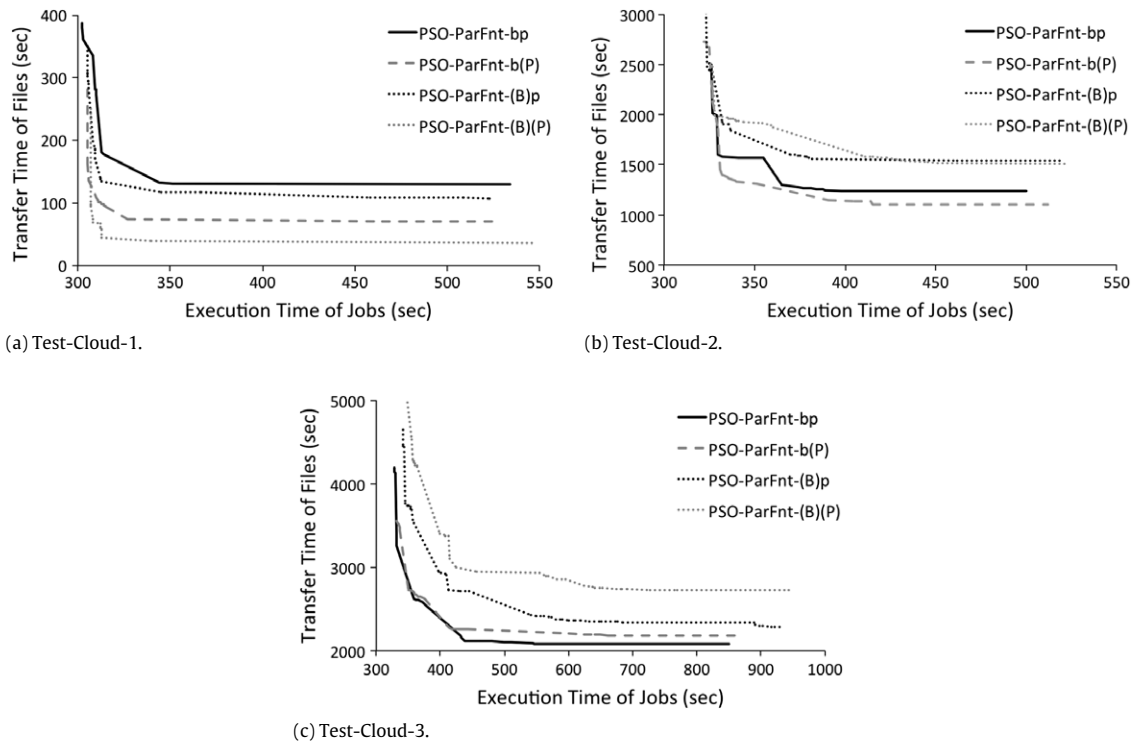 400
300
200
100
0
Transfer Time of Files (sec)
300 350 400 450 500 550
Execution Time of Jobs (sec)
PSO-ParFnt-bp
PSO-ParFnt-b(P)
PSO-ParFnt-(B)p
PSO-ParFnt-(B)(P)
(a) Test-Cloud-1.
3000
2500
2000
1500
1000
500
Transfer Time of Files (sec)
300 350 400 450 500 550
Execution Time of Jobs (sec)
PSO-ParFnt-bp
PSO-ParFnt-b(P)
PSO-ParFnt-(B)p
PSO-ParFnt-(B)(P)
(b) Test-Cloud-2.
5000
4000
3000
2000
Transfer Time of Files (sec)
300 400 500 600 700 800 900 1000
Execution Time of Jobs (sec)
PSO-ParFnt-bp
PSO-ParFnt-b(P)
PSO-ParFnt-(B)p
PSO-ParFnt-(B)(P)
(c) Test-Cloud-3.